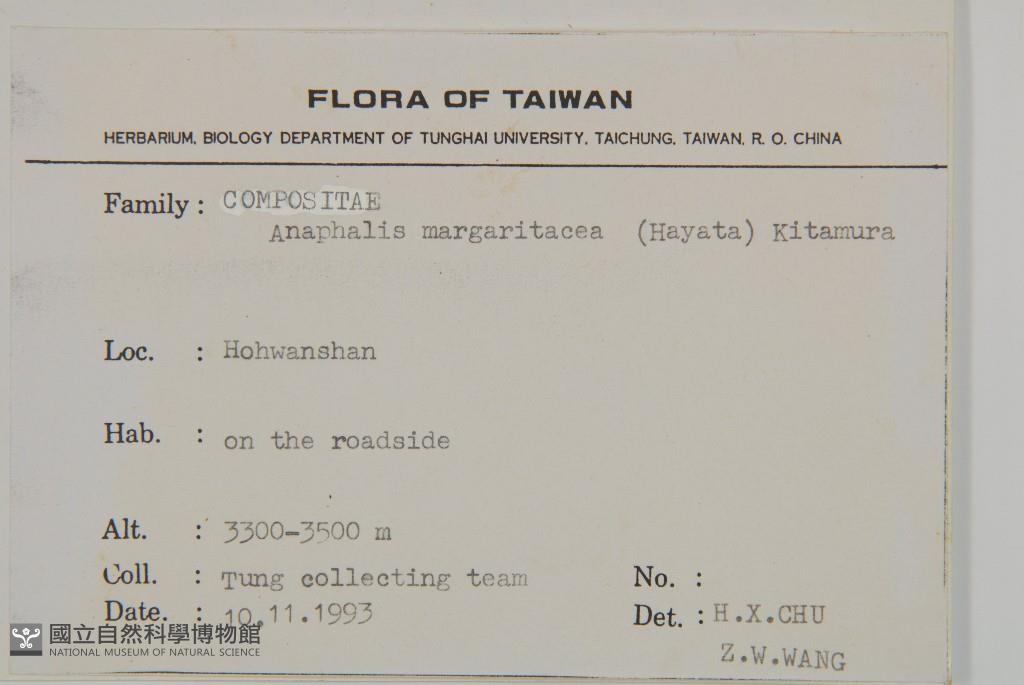 FLORA OF TAIWAN
HERBARIUM, BIOLOGY DEPARTMENT OF TUNGHAI UNIVERSITY, TAICHUNG, TAIWAN, R. O. CHINA
Family : COMPOSITAE
Anaphalis margaritacea (Hayata) Kitamura
Loc. : Hohwanshan
Hab. : on the roadside
Alt. : 3300-3500 m
Coll. : Tung collecting team No. :
Date. : 10.11.1993 Det. : H.X.CHU
Z.W.WANG
國立自然科學博物館
NATIONAL MUSEUM OF NATURAL SCIENCE